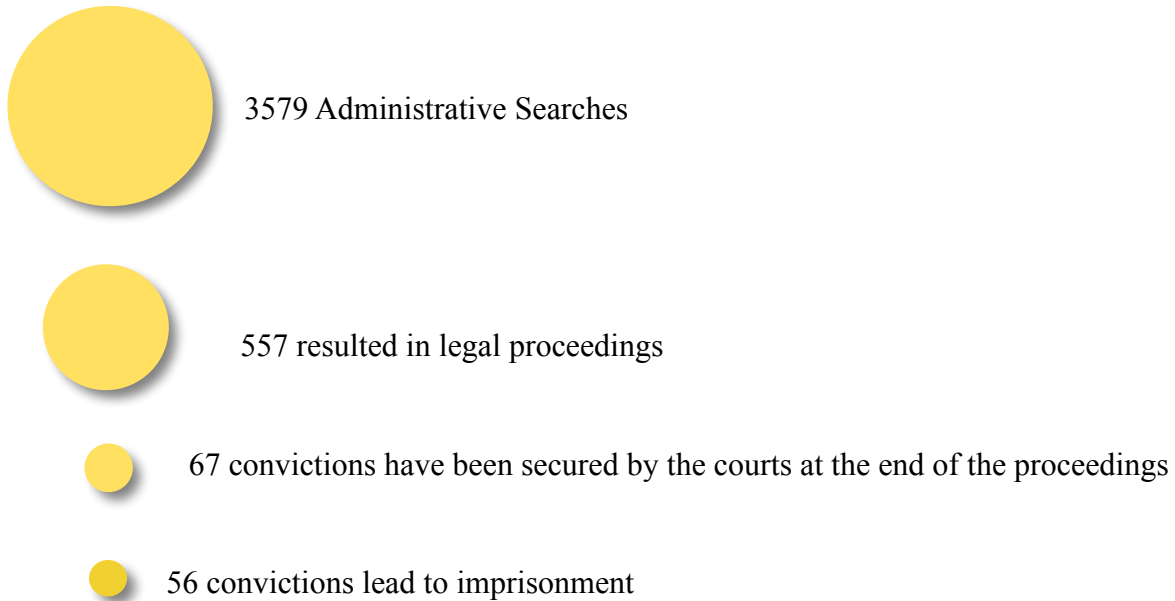 3579 Administrative Searches
557 resulted in legal proceedings
67 convictions have been secured by the courts at the end of the proceedings
56 convictions lead to imprisonment